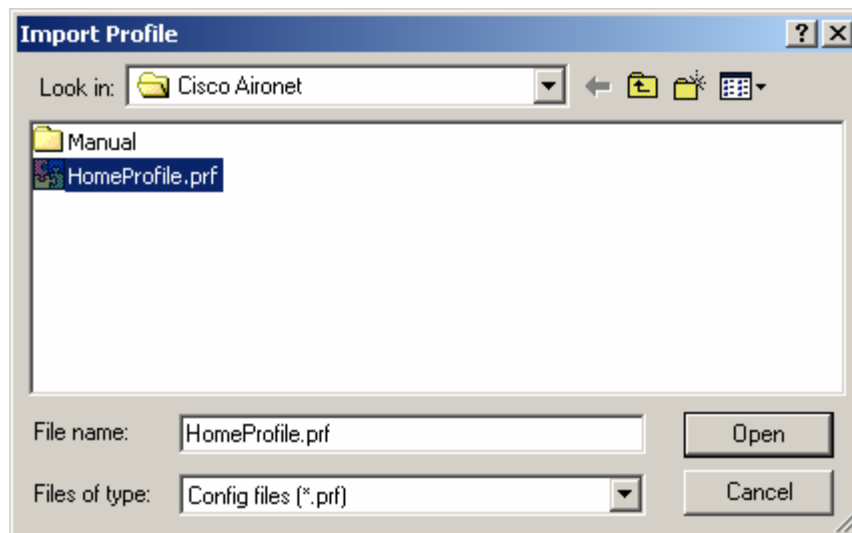 Import Profile
Look in: Cisco Aironet
Manual
HomeProfile.prf
File name: HomeProfile.prf Open
Files of type: Config files (*.prf) Cancel